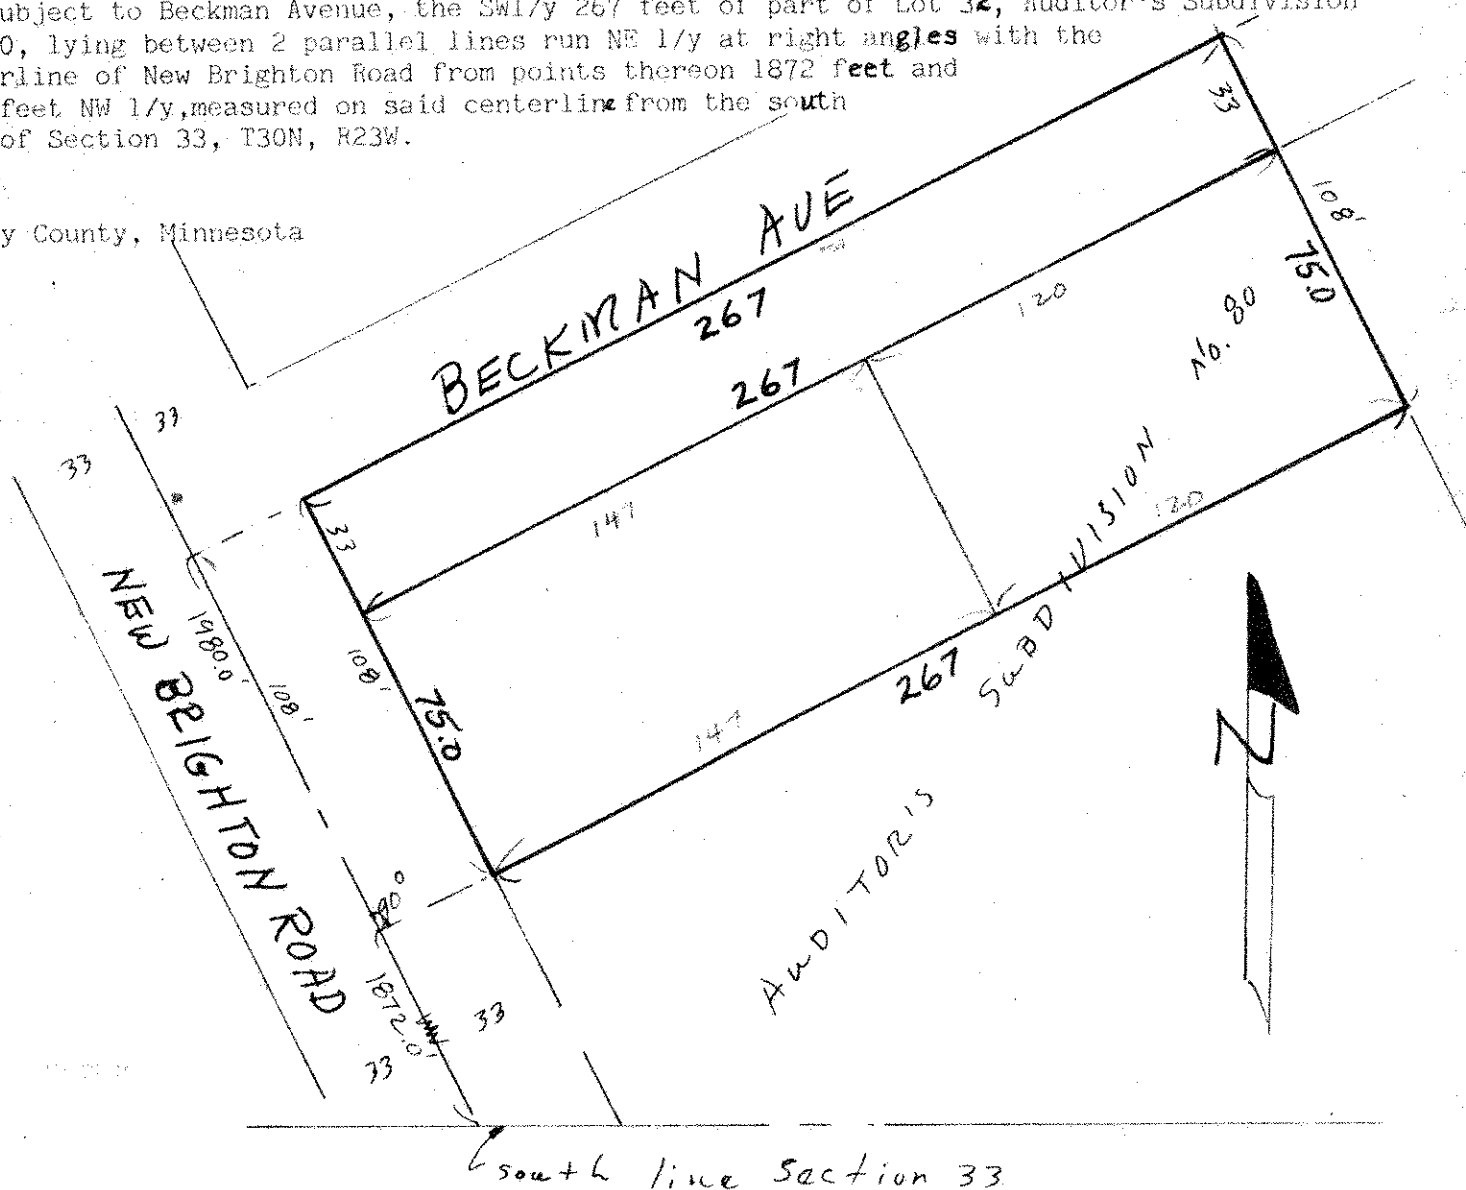 ubject to Beckman Avenue, the SWl/y 267 feet of part of Lot 32, Auditor's Subdivision
0, lying between 2 parallel lines run NE l/y at right angles with the
rline of New Brighton Road from points thereon 1872 feet and
feet NW l/y,measured on said centerline from the south
of Section 33, T30N, R23W.
y County, Minnesota
33
108'
75.0
BECKMAN AVE
267
120
No. 80
267
33
33
147
33
120
SUBDIVISION
NEW BRIGHTON ROAD
1980.0'
108'
108'
75.0
267
147
N
AUDITOR'S
90°
1872.0'
33
33
south line Section 33